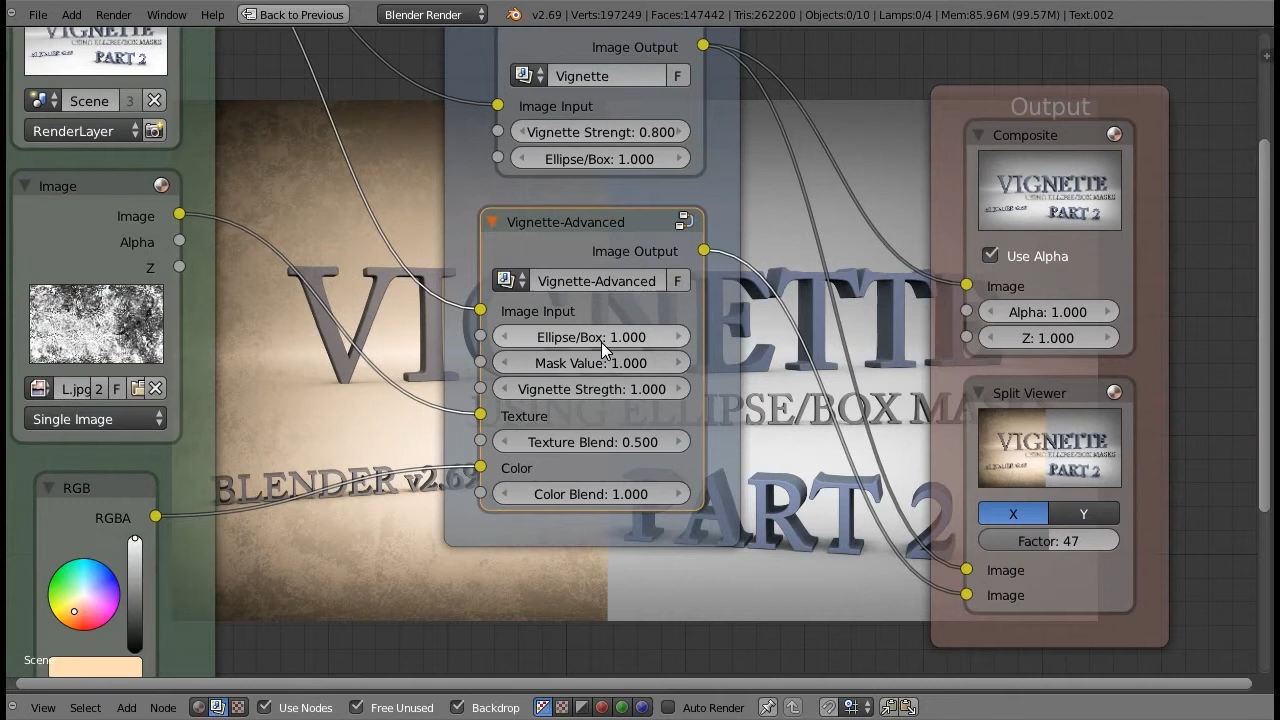 File Add Render Window Help Back to Previous Blender Render v2.69 | Verts:197249 | Faces:147442 | Tris:262200 | Objects:0/10 | Lamps:0/4 | Mem:85.96M (99.57M) | Text.002
VIGNETTE
PART 2
Scene 3
RenderLayer
Image
Image
Alpha
Z
L.jpg 2 F
Single Image
RGB
RGBA
Scene
Image Output
Vignette F
Image Input
Vignette Strengt: 0.800
Ellipse/Box: 1.000
Vignette-Advanced
Image Output
Vignette-Advanced F
Image Input
Ellipse/Box: 1.000
Mask Value: 1.000
Vignette Stregth: 1.000
Texture
Texture Blend: 0.500
Color
Color Blend: 1.000
VIGNETTE
USING ELLIPSE/BOX MA
BLENDER v2.69
PART 2
Output
Composite
VIGNETTE
PART 2
Use Alpha
Image
Alpha: 1.000
Z: 1.000
Split Viewer
VIGNETTE
PART 2
X Y
Factor: 47
Image
Image
View Select Add Node Use Nodes Free Unused Backdrop Auto Render